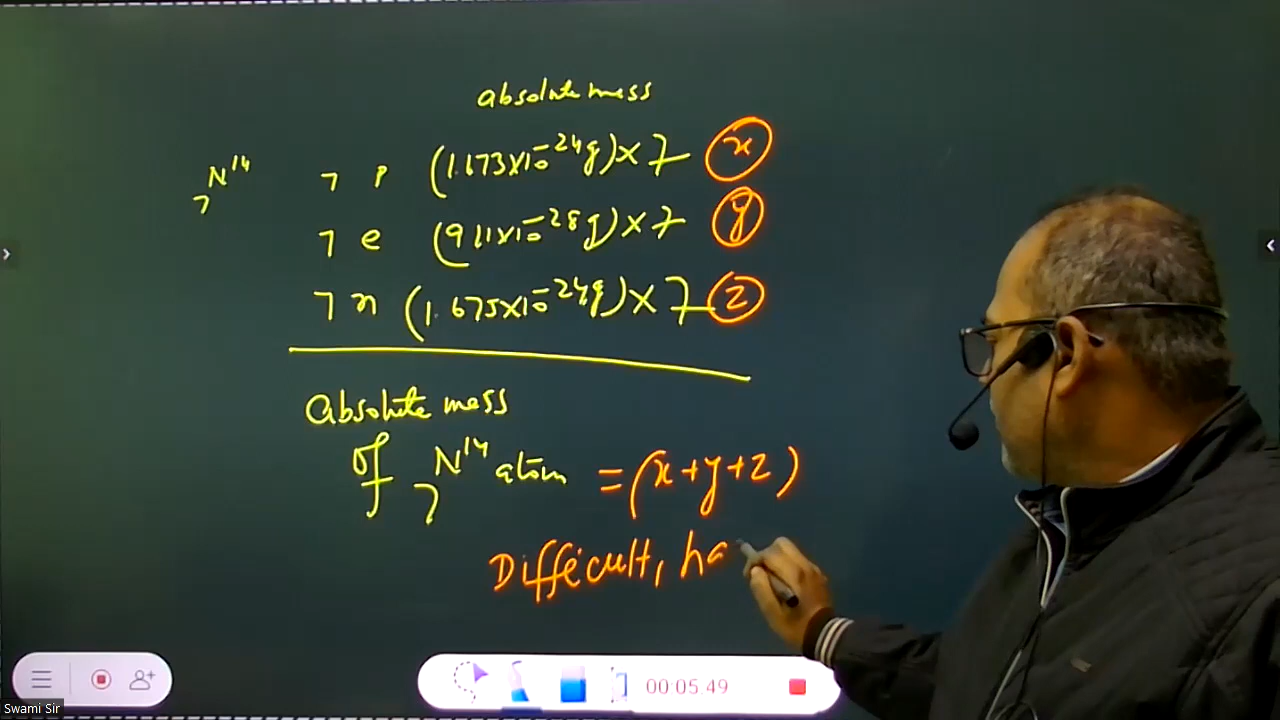 absolute mass
₇N¹⁴ 7 P (1.673×10⁻²⁴g)×7 x
7 e (9.11×10⁻²⁸g)×7 y
7 n (1.675×10⁻²⁴g)×7 z
Absolute mass
of ₇N¹⁴ atom = (x+y+z)
Difficult, ha
00:05.49
Swami Sir